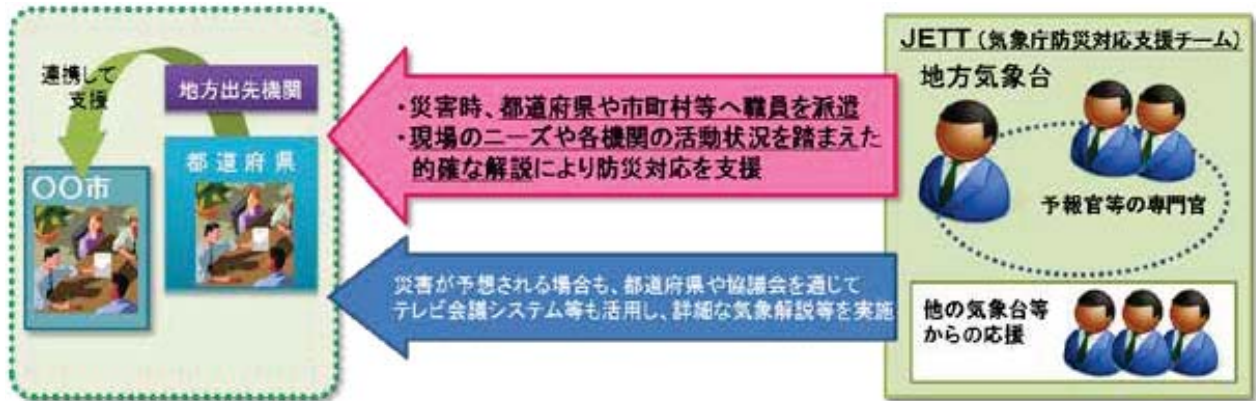 連携して
支援
地方出先機関
都道府県
〇〇市
・災害時、都道府県や市町村等へ職員を派遣
・現場のニーズや各機関の活動状況を踏まえた
的確な解説により防災対応を支援
災害が予想される場合も、都道府県や協議会を通じて
テレビ会議システム等も活用し、詳細な気象解説等を実施
JETT(気象庁防災対応支援チーム)
地方気象台
予報官等の専門官
他の気象台等
からの応援